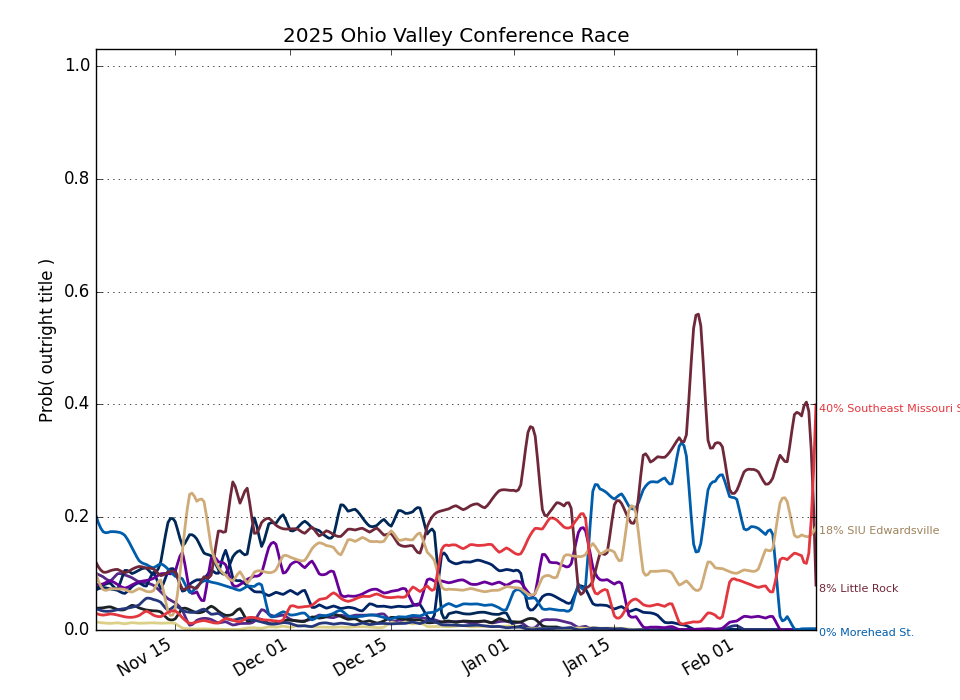 2025 Ohio Valley Conference Race
1.0
0.8
0.6
0.4
0.2
0.0
Prob( outright title )
40% Southeast Missouri S
18% SIU Edwardsville
8% Little Rock
0% Morehead St.
Nov 15
Dec 01
Dec 15
Jan 01
Jan 15
Feb 01